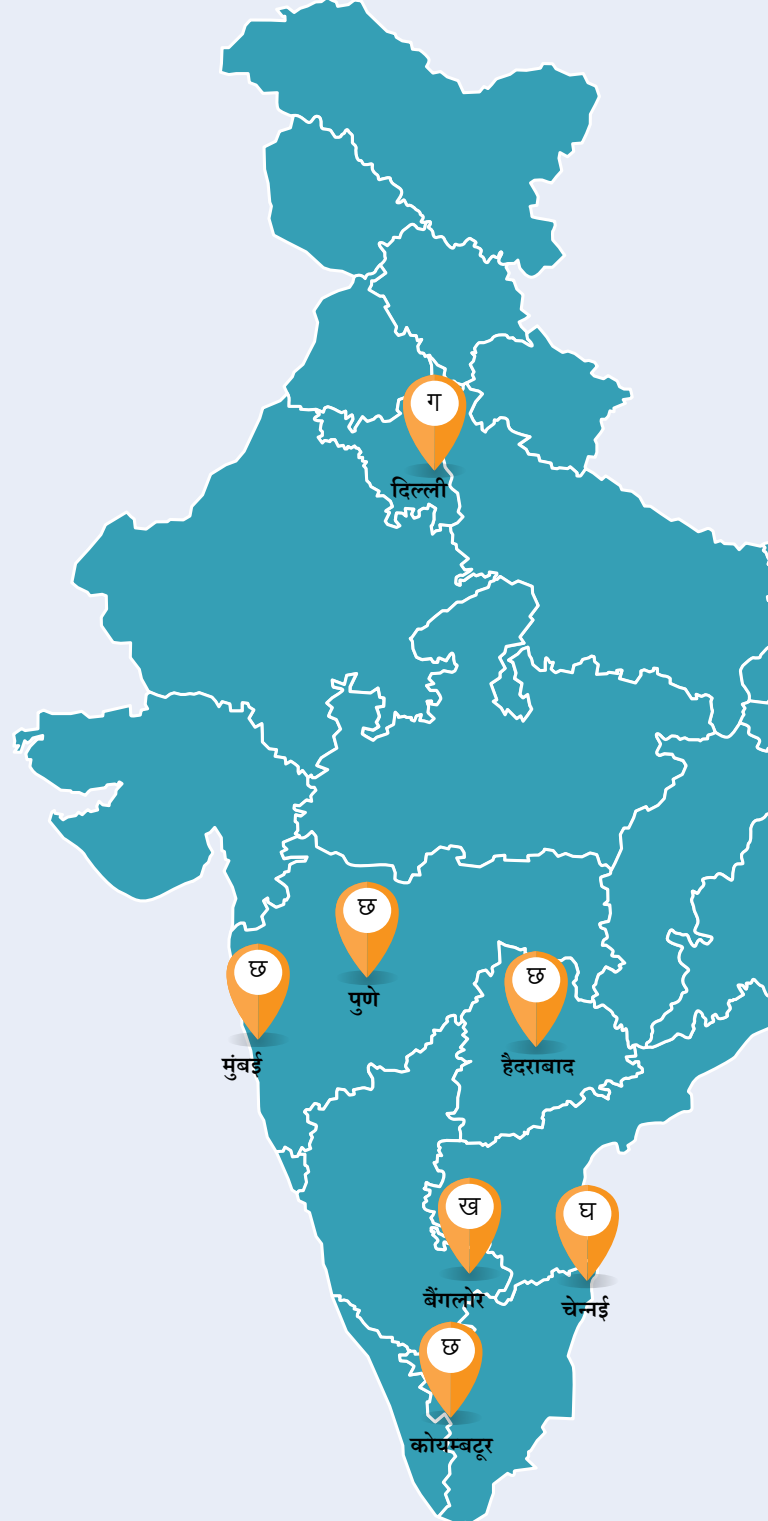 ग
दिल्ली
छ
पुणे
छ
मुंबई
छ
हैदराबाद
ख
बैंगलोर
घ
चेन्नई
छ
कोयम्बटूर